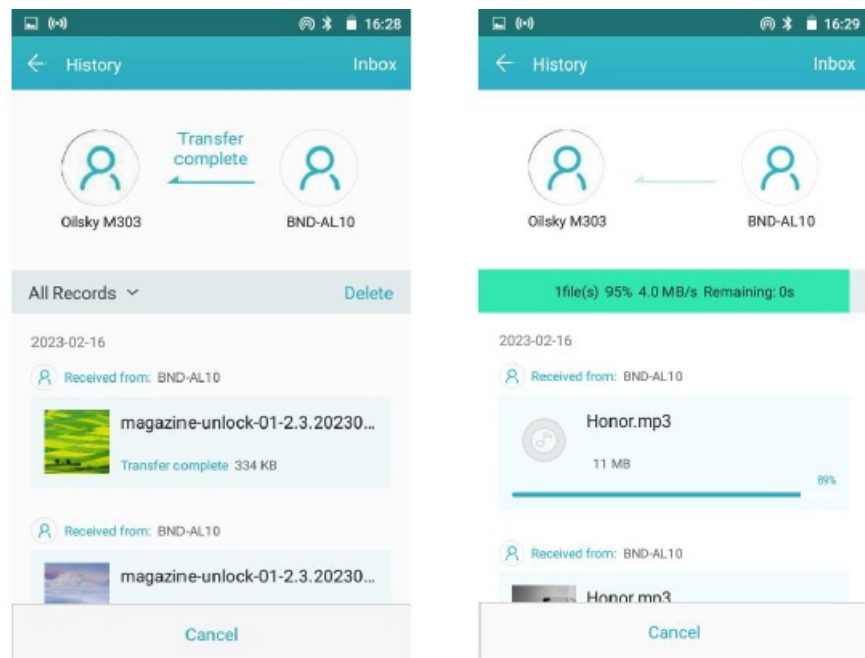 16:28
History
Inbox
Transfer
complete
Oilsky M303
BND-AL10
All Records
Delete
2023-02-16
Received from: BND-AL10
magazine-unlock-01-2.3.20230...
Transfer complete 334 KB
Received from: BND-AL10
magazine-unlock-01-2.3.20230...
Cancel
16:29
History
Inbox
Oilsky M303
BND-AL10
1file(s) 95% 4.0 MB/s Remaining: 0s
2023-02-16
Received from: BND-AL10
Honor.mp3
11 MB
89%
Received from: BND-AL10
Honor.mp3
Cancel